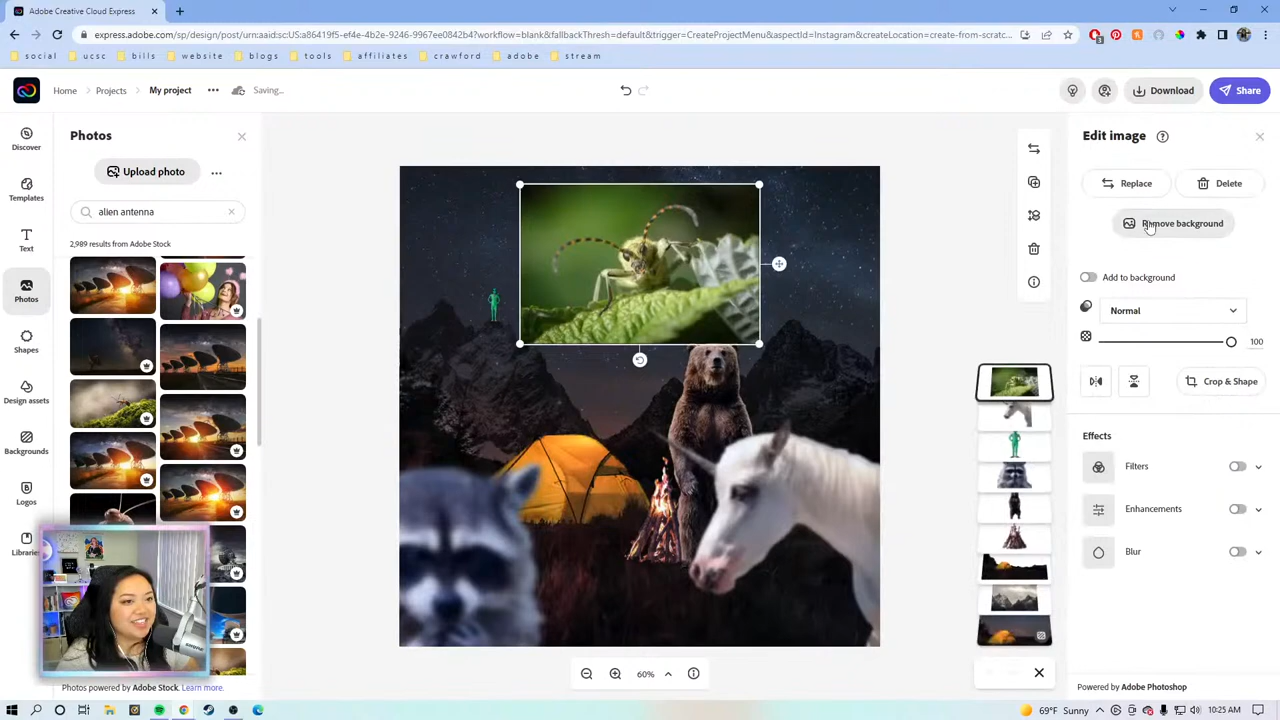 Adobe Creative Cloud Express
express.adobe.com/sp/design/post/urn:aaid:sc:US:a86419f5-ef4e-4b2e-9246-9967ee0842b4?workflow=blank&fallbackThresh=default&trigger=CreateProjectMenu&aspectId=Instagram&createLocation=create-from-scratc...
social bills websites blogs tools affiliates crawford adobe stream
Home Projects My project Saving... Download Share
Discover
Templates
Text
Photos
Shapes
Design assets
Backgrounds
Logos
Libraries
Photos
Upload photo
alien antenna
2,989 results from Adobe Stock
Photos powered by Adobe Stock. Learn more.
60%
Edit image
Replace Delete
Remove background
Add to background
Normal
100
Crop & Shape
Effects
Filters
Enhancements
Blur
Powered by Adobe Photoshop
69°F Sunny 10:25 AM